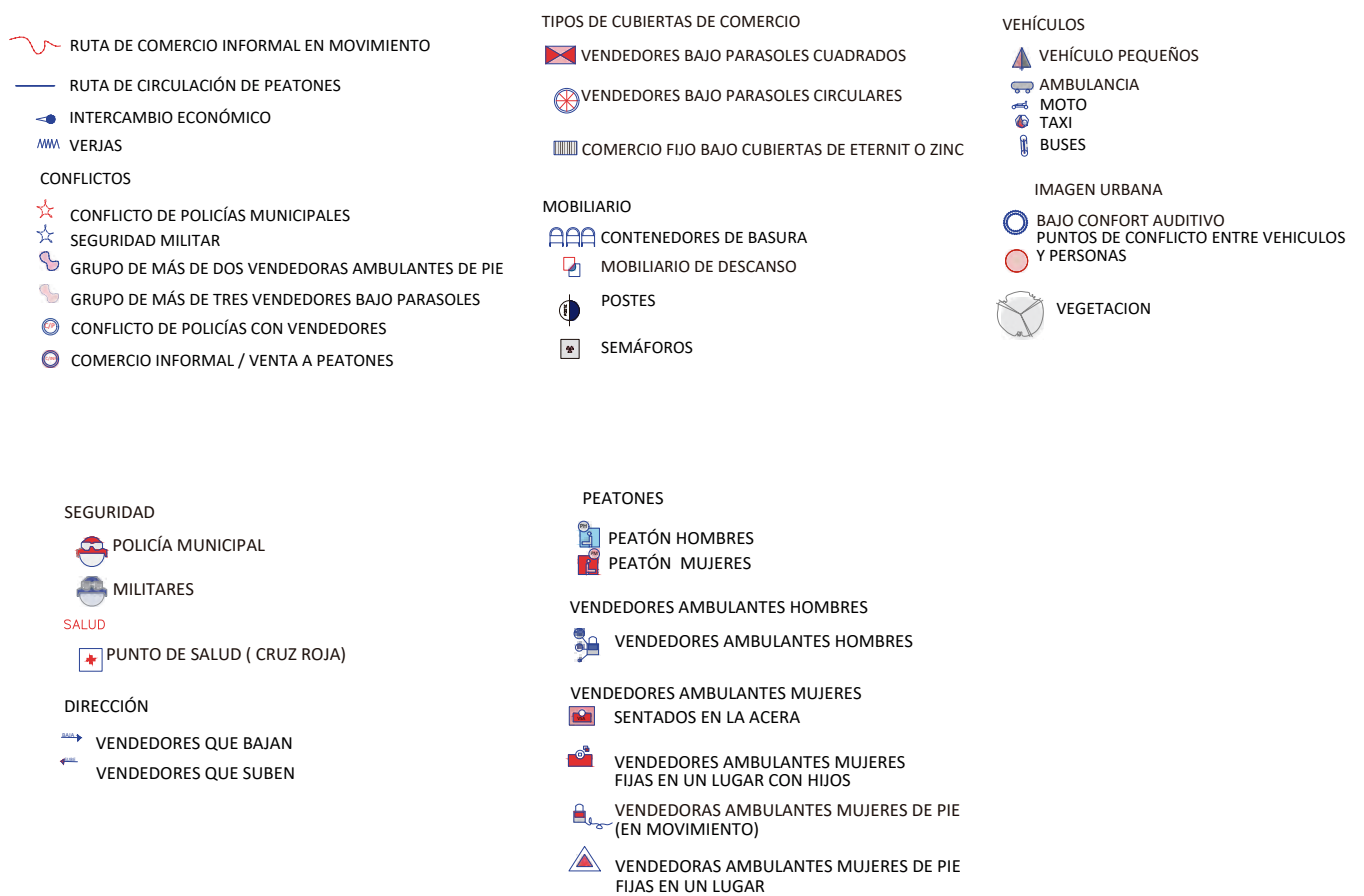 RUTA DE COMERCIO INFORMAL EN MOVIMIENTO
RUTA DE CIRCULACIÓN DE PEATONES
INTERCAMBIO ECONÓMICO
VERJAS
CONFLICTOS
CONFLICTO DE POLICÍAS MUNICIPALES
SEGURIDAD MILITAR
GRUPO DE MÁS DE DOS VENDEDORAS AMBULANTES DE PIE
GRUPO DE MÁS DE TRES VENDEDORES BAJO PARASOLES
CONFLICTO DE POLICÍAS CON VENDEDORES
COMERCIO INFORMAL / VENTA A PEATONES
TIPOS DE CUBIERTAS DE COMERCIO
VENDEDORES BAJO PARASOLES CUADRADOS
VENDEDORES BAJO PARASOLES CIRCULARES
COMERCIO FIJO BAJO CUBIERTAS DE ETERNIT O ZINC
MOBILIARIO
CONTENEDORES DE BASURA
MOBILIARIO DE DESCANSO
POSTES
SEMÁFOROS
VEHÍCULOS
VEHÍCULO PEQUEÑOS
AMBULANCIA
MOTO
TAXI
BUSES
IMAGEN URBANA
BAJO CONFORT AUDITIVO
PUNTOS DE CONFLICTO ENTRE VEHICULOS
Y PERSONAS
VEGETACION
SEGURIDAD
POLICÍA MUNICIPAL
MILITARES
SALUD
PUNTO DE SALUD ( CRUZ ROJA)
DIRECCIÓN
BAJA
VENDEDORES QUE BAJAN
VENDEDORES QUE SUBEN
PEATONES
PH
PEATÓN HOMBRES
PM
PEATÓN MUJERES
VENDEDORES AMBULANTES HOMBRES
VENDEDORES AMBULANTES HOMBRES
VENDEDORES AMBULANTES MUJERES
SENTADOS EN LA ACERA
VENDEDORES AMBULANTES MUJERES
FIJAS EN UN LUGAR CON HIJOS
VENDEDORAS AMBULANTES MUJERES DE PIE
(EN MOVIMIENTO)
VENDEDORAS AMBULANTES MUJERES DE PIE
FIJAS EN UN LUGAR